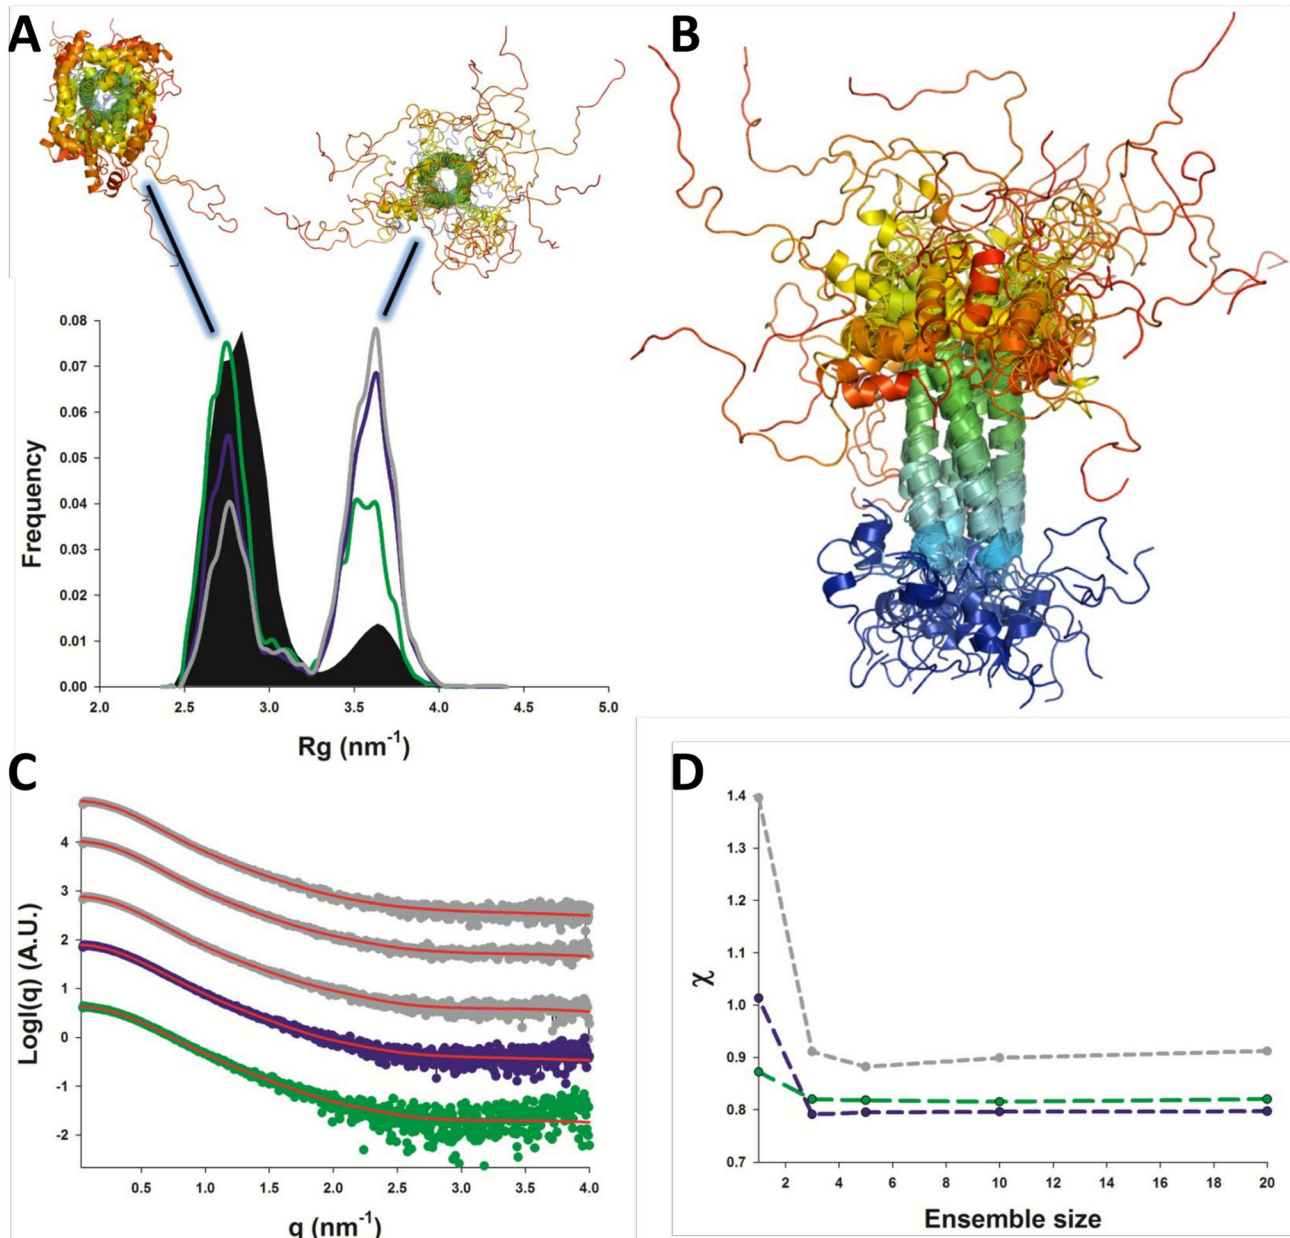 A
B
0.08
0.07
0.06
0.05
0.04
0.03
0.02
0.01
0.00
Frequency
2.0 2.5 3.0 3.5 4.0 4.5 5.0
Rg (nm⁻¹)
C
4
3
2
1
0
-1
-2
LogI(q) (A.U.)
0.5 1.0 1.5 2.0 2.5 3.0 3.5 4.0
q (nm⁻¹)
D
1.4
1.3
1.2
1.1
1.0
0.9
0.8
0.7
χ
2 4 6 8 10 12 14 16 18 20
Ensemble size